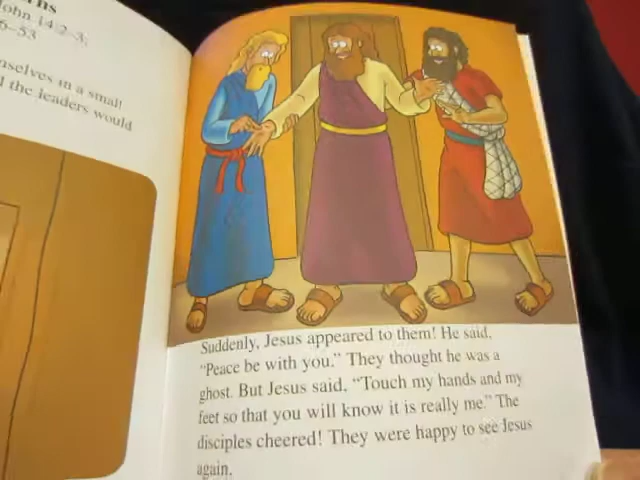 John 14:2–3;
6–53
nselves in a small
l the leaders would
Suddenly, Jesus appeared to them! He said,
“Peace be with you.” They thought he was a
ghost. But Jesus said, “Touch my hands and my
feet so that you will know it is really me.” The
disciples cheered! They were happy to see Jesus
again.